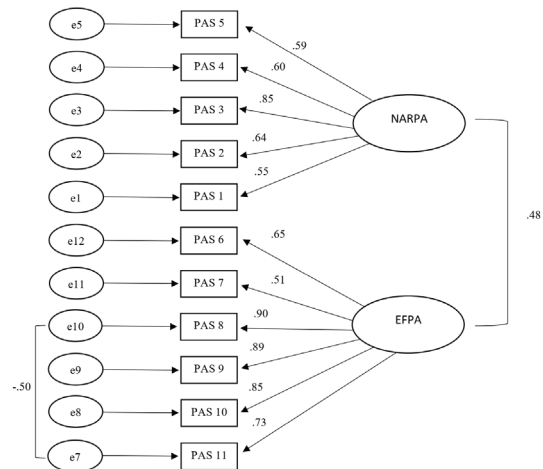 e5 PAS 5 .59
e4 PAS 4 .60
e3 PAS 3 .85 NARPA
e2 PAS 2 .64
e1 PAS 1 .55
.48
e12 PAS 6 .65
e11 PAS 7 .51
e10 PAS 8 .90 EFPA
e9 PAS 9 .89
-.50
e8 PAS 10 .85
e7 PAS 11 .73